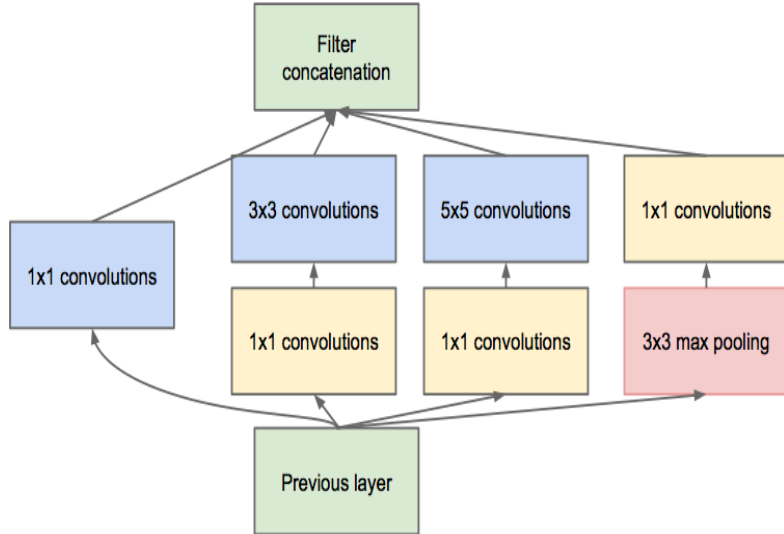 Filter
concatenation
3x3 convolutions
5x5 convolutions
1x1 convolutions
1x1 convolutions
1x1 convolutions
1x1 convolutions
3x3 max pooling
Previous layer